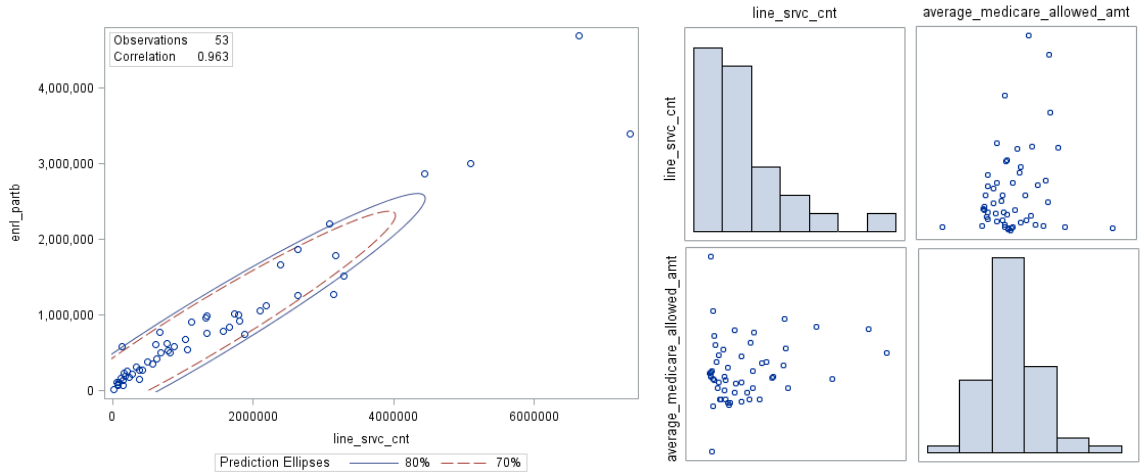 Observations 53
Correlation 0.963
4,000,000
3,000,000
2,000,000
1,000,000
0
enrl_partb
0 2000000 4000000 6000000
line_srvc_cnt
Prediction Ellipses 80% 70%
line_srvc_cnt average_medicare_allowed_amt
line_srvc_cnt
average_medicare_allowed_amt